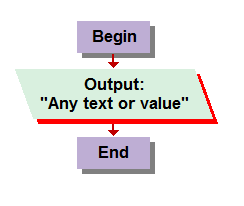 Begin
Output:
"Any text or value"
End